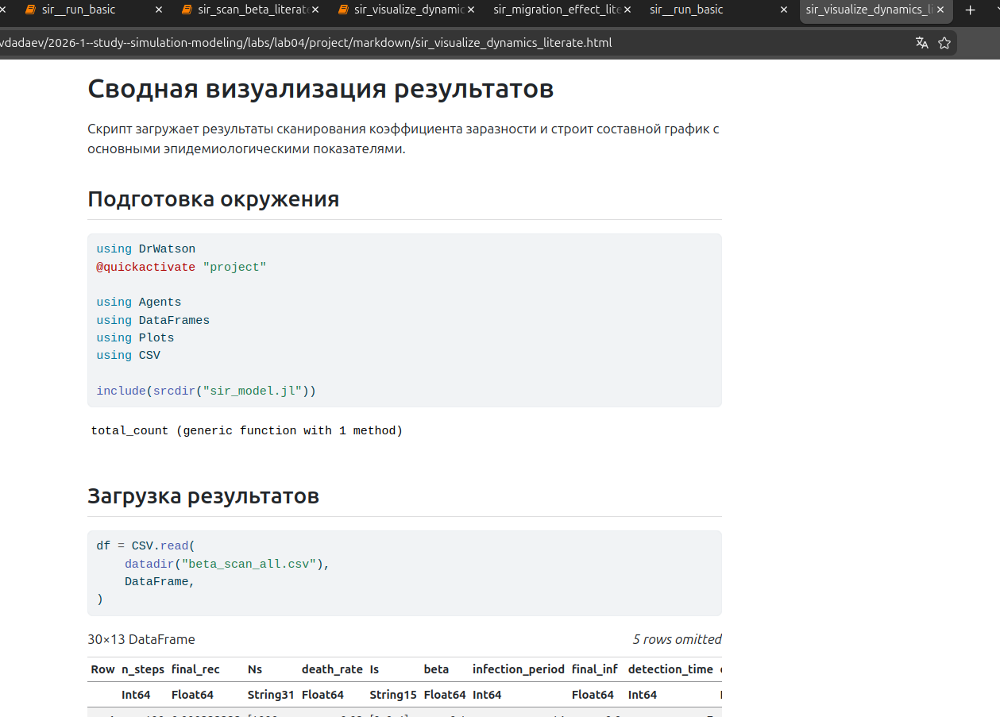 sir__run_basic
sir_scan_beta_literat
sir_visualize_dynamic
sir_migration_effect_lite
sir__run_basic
sir_visualize_dynamics_li
vdadaev/2026-1--study--simulation-modeling/labs/lab04/project/markdown/sir_visualize_dynamics_literate.html
Сводная визуализация результатов
Скрипт загружает результаты сканирования коэффициента заразности и строит составной график с
основными эпидемиологическими показателями.
Подготовка окружения
using DrWatson
@quickactivate "project"
using Agents
using DataFrames
using Plots
using CSV
include(srcdir("sir_model.jl"))
total_count (generic function with 1 method)
Загрузка результатов
df = CSV.read(
datadir("beta_scan_all.csv"),
DataFrame,
)
30×13 DataFrame 5 rows omitted
Row n_steps final_rec Ns death_rate Is beta infection_period final_inf detection_time
Int64 Float64 String31 Float64 String15 Float64 Int64 Float64 Int64